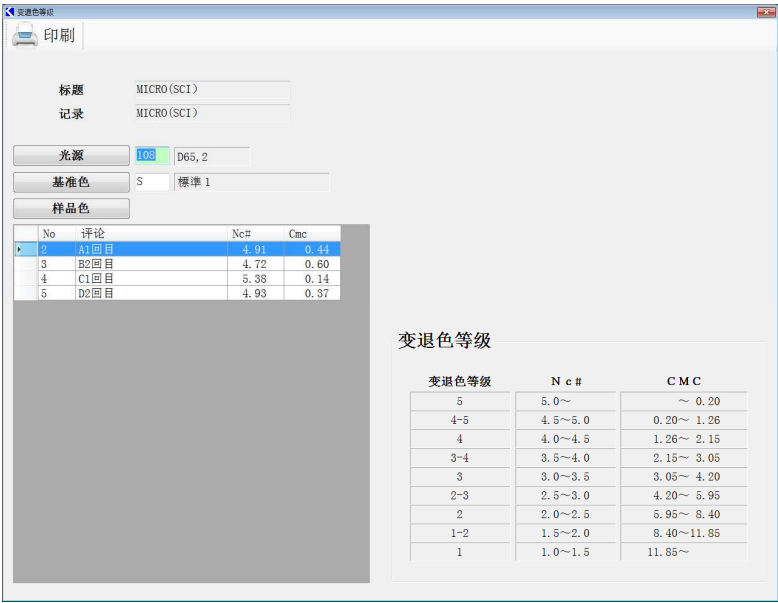 变退色等级
印刷
标题 MICRO(SCI)
记录 MICRO(SCI)
光源 108 D65,2
基准色 S 標準1
样品色
No 评论 Nc# Cmc
2 A1回目 4.91 0.44
3 B2回目 4.72 0.60
4 C1回目 5.38 0.14
5 D2回目 4.93 0.37
变退色等级
变退色等级 Nc# CMC
5 5.0～ ～ 0.20
4-5 4.5～5.0 0.20～ 1.26
4 4.0～4.5 1.26～ 2.15
3-4 3.5～4.0 2.15～ 3.05
3 3.0～3.5 3.05～ 4.20
2-3 2.5～3.0 4.20～ 5.95
2 2.0～2.5 5.95～ 8.40
1-2 1.5～2.0 8.40～11.85
1 1.0～1.5 11.85～